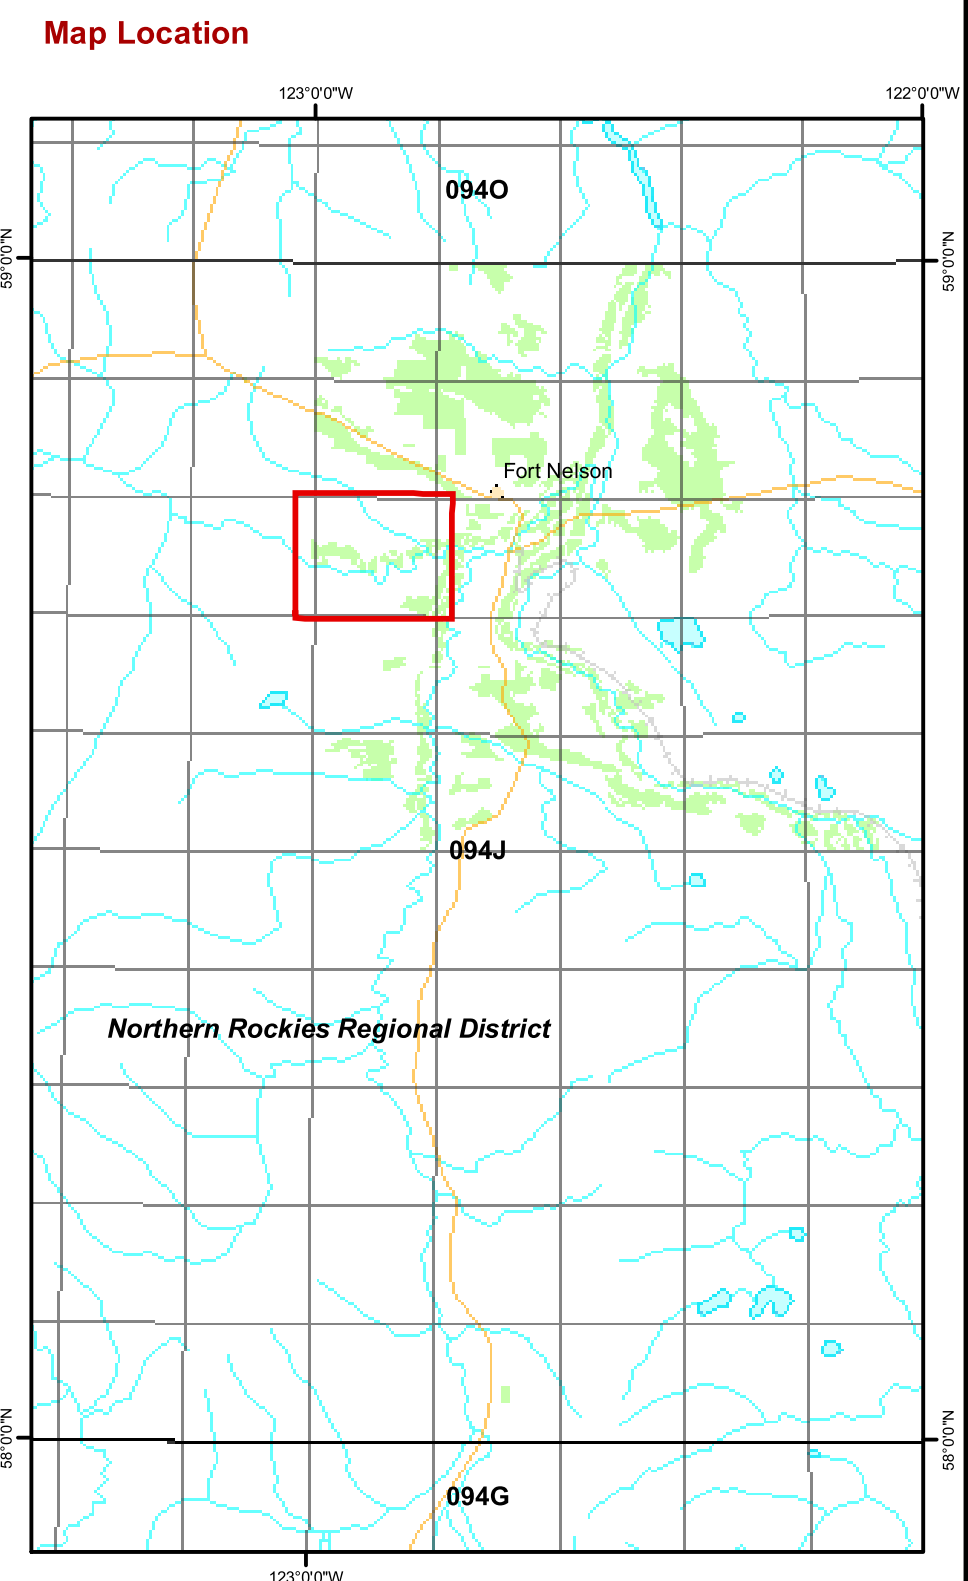 Map Location
123°0'0"W
122°0'0"W
094O
59°0'0"N
59°0'0"N
Fort Nelson
094J
Northern Rockies Regional District
58°0'0"N
58°0'0"N
094G
123°0'0"W